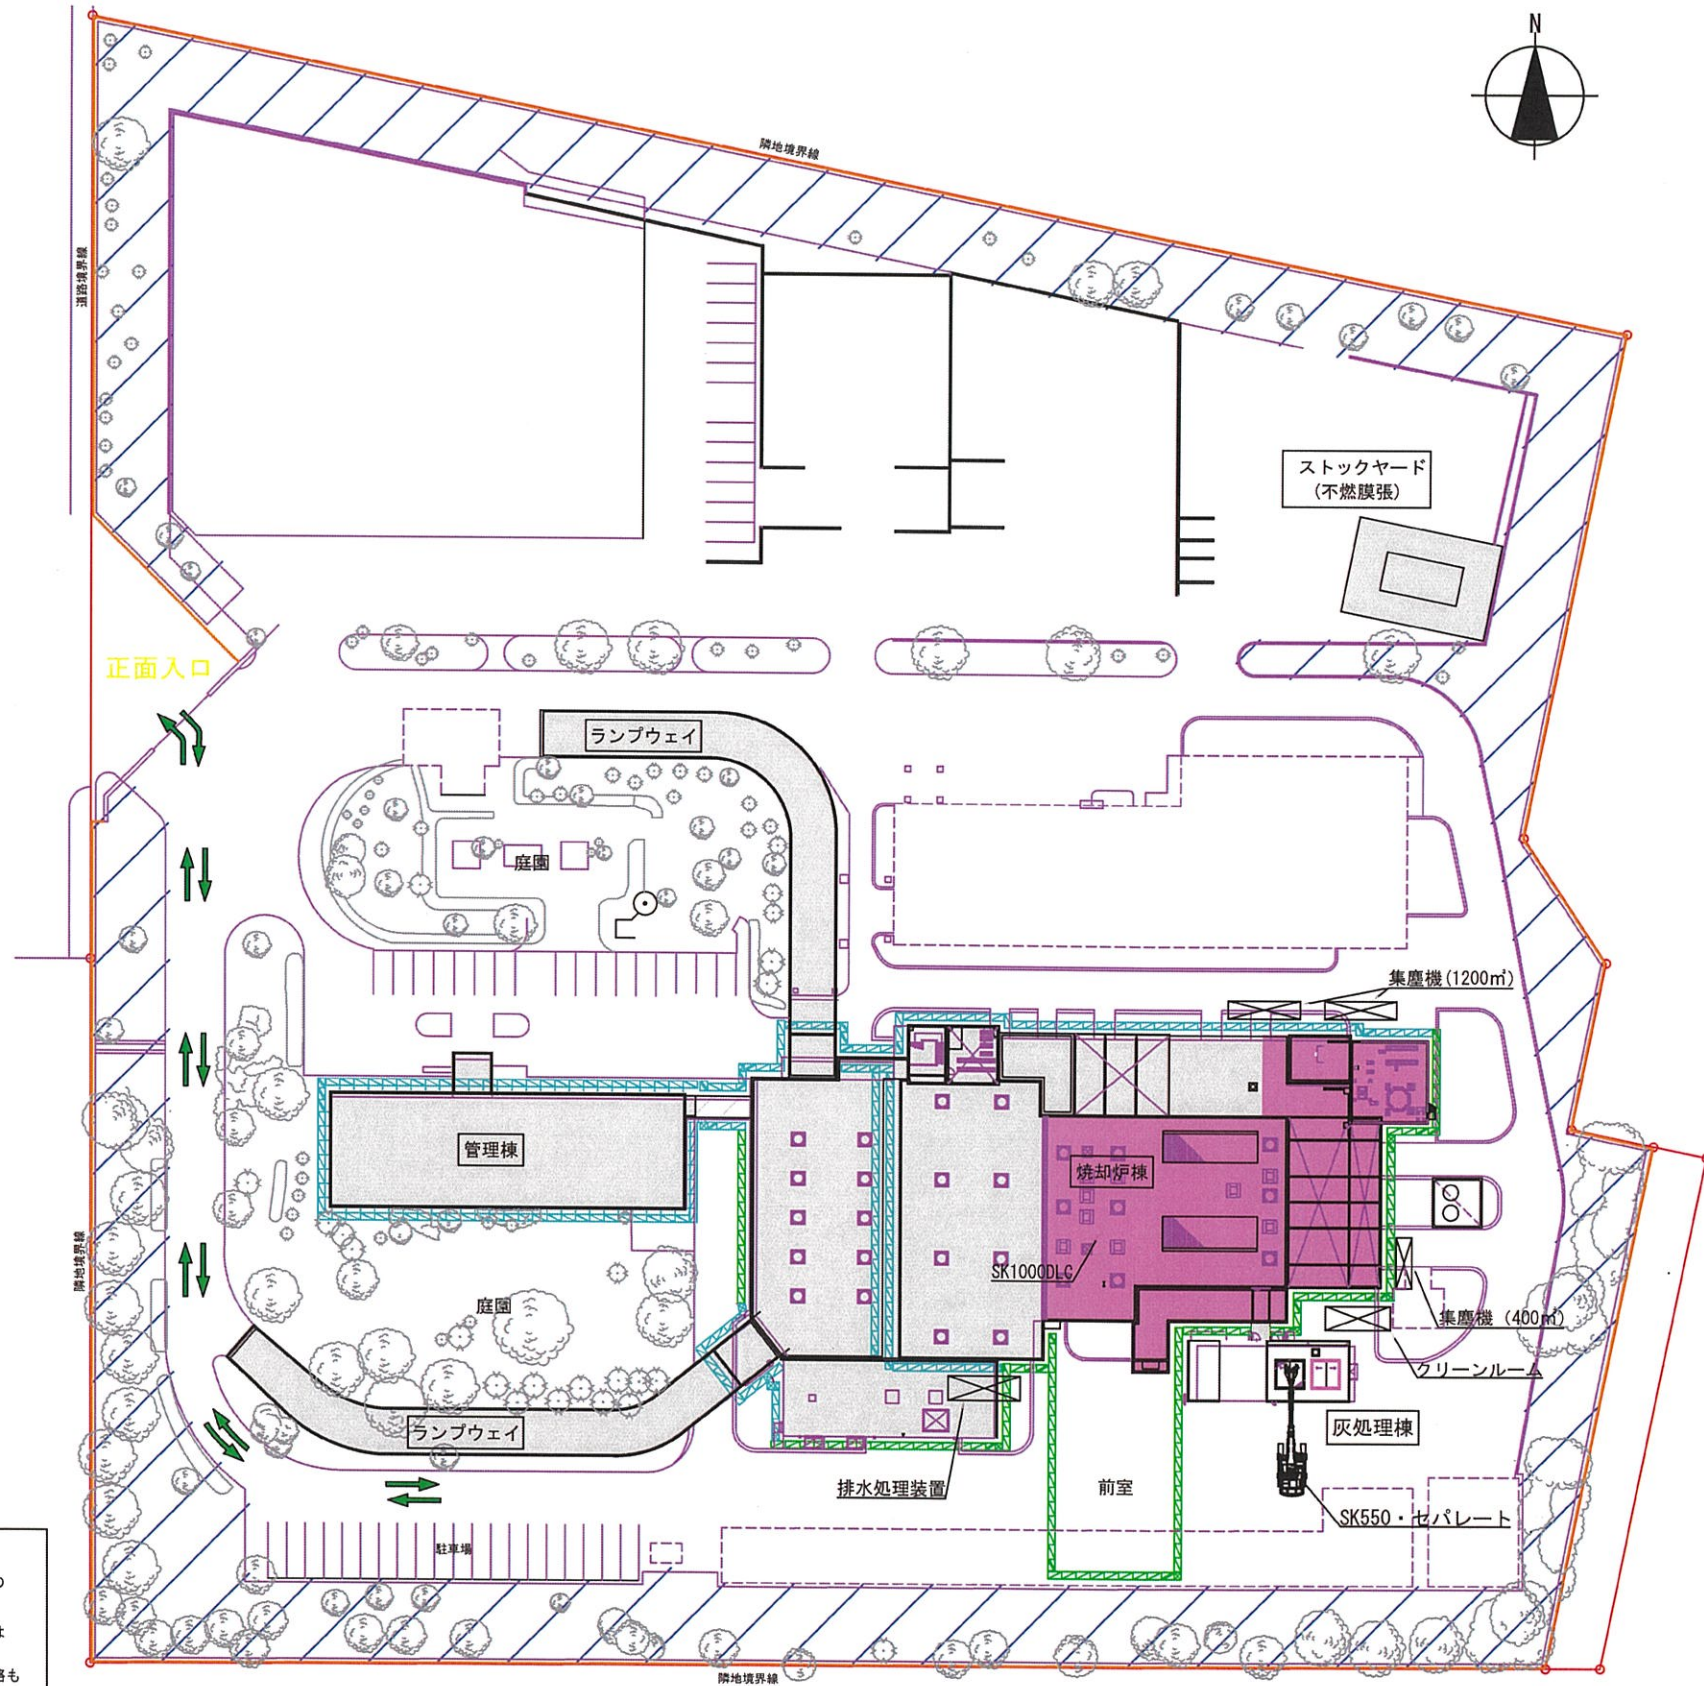 N
隣地境界線
道路境界線
ストックヤード
(不燃膜張)
正面入口
ランプウェイ
庭園
集塵機(1200㎥)
管理棟
焼却炉棟
SK1000DLC
隣地境界線
庭園
集塵機(400㎥)
クリーンルーム
ランプウェイ
灰処理棟
排水処理装置
前室
SK550・セパレート
駐車場
隣地境界線